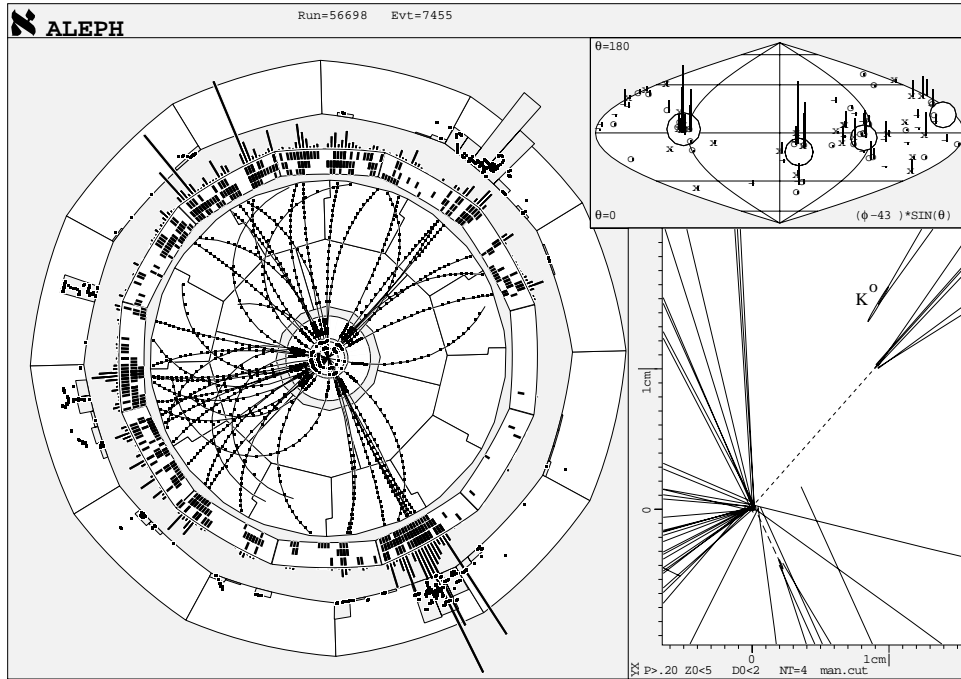 ℵ ALEPH
Run=56698 Evt=7455
θ=180
θ=0
(ϕ-43 )*SIN(θ)
K⁰
1cm
0
0 1cm
YX P>.20 Z0<5 D0<2 NT=4 man.cut